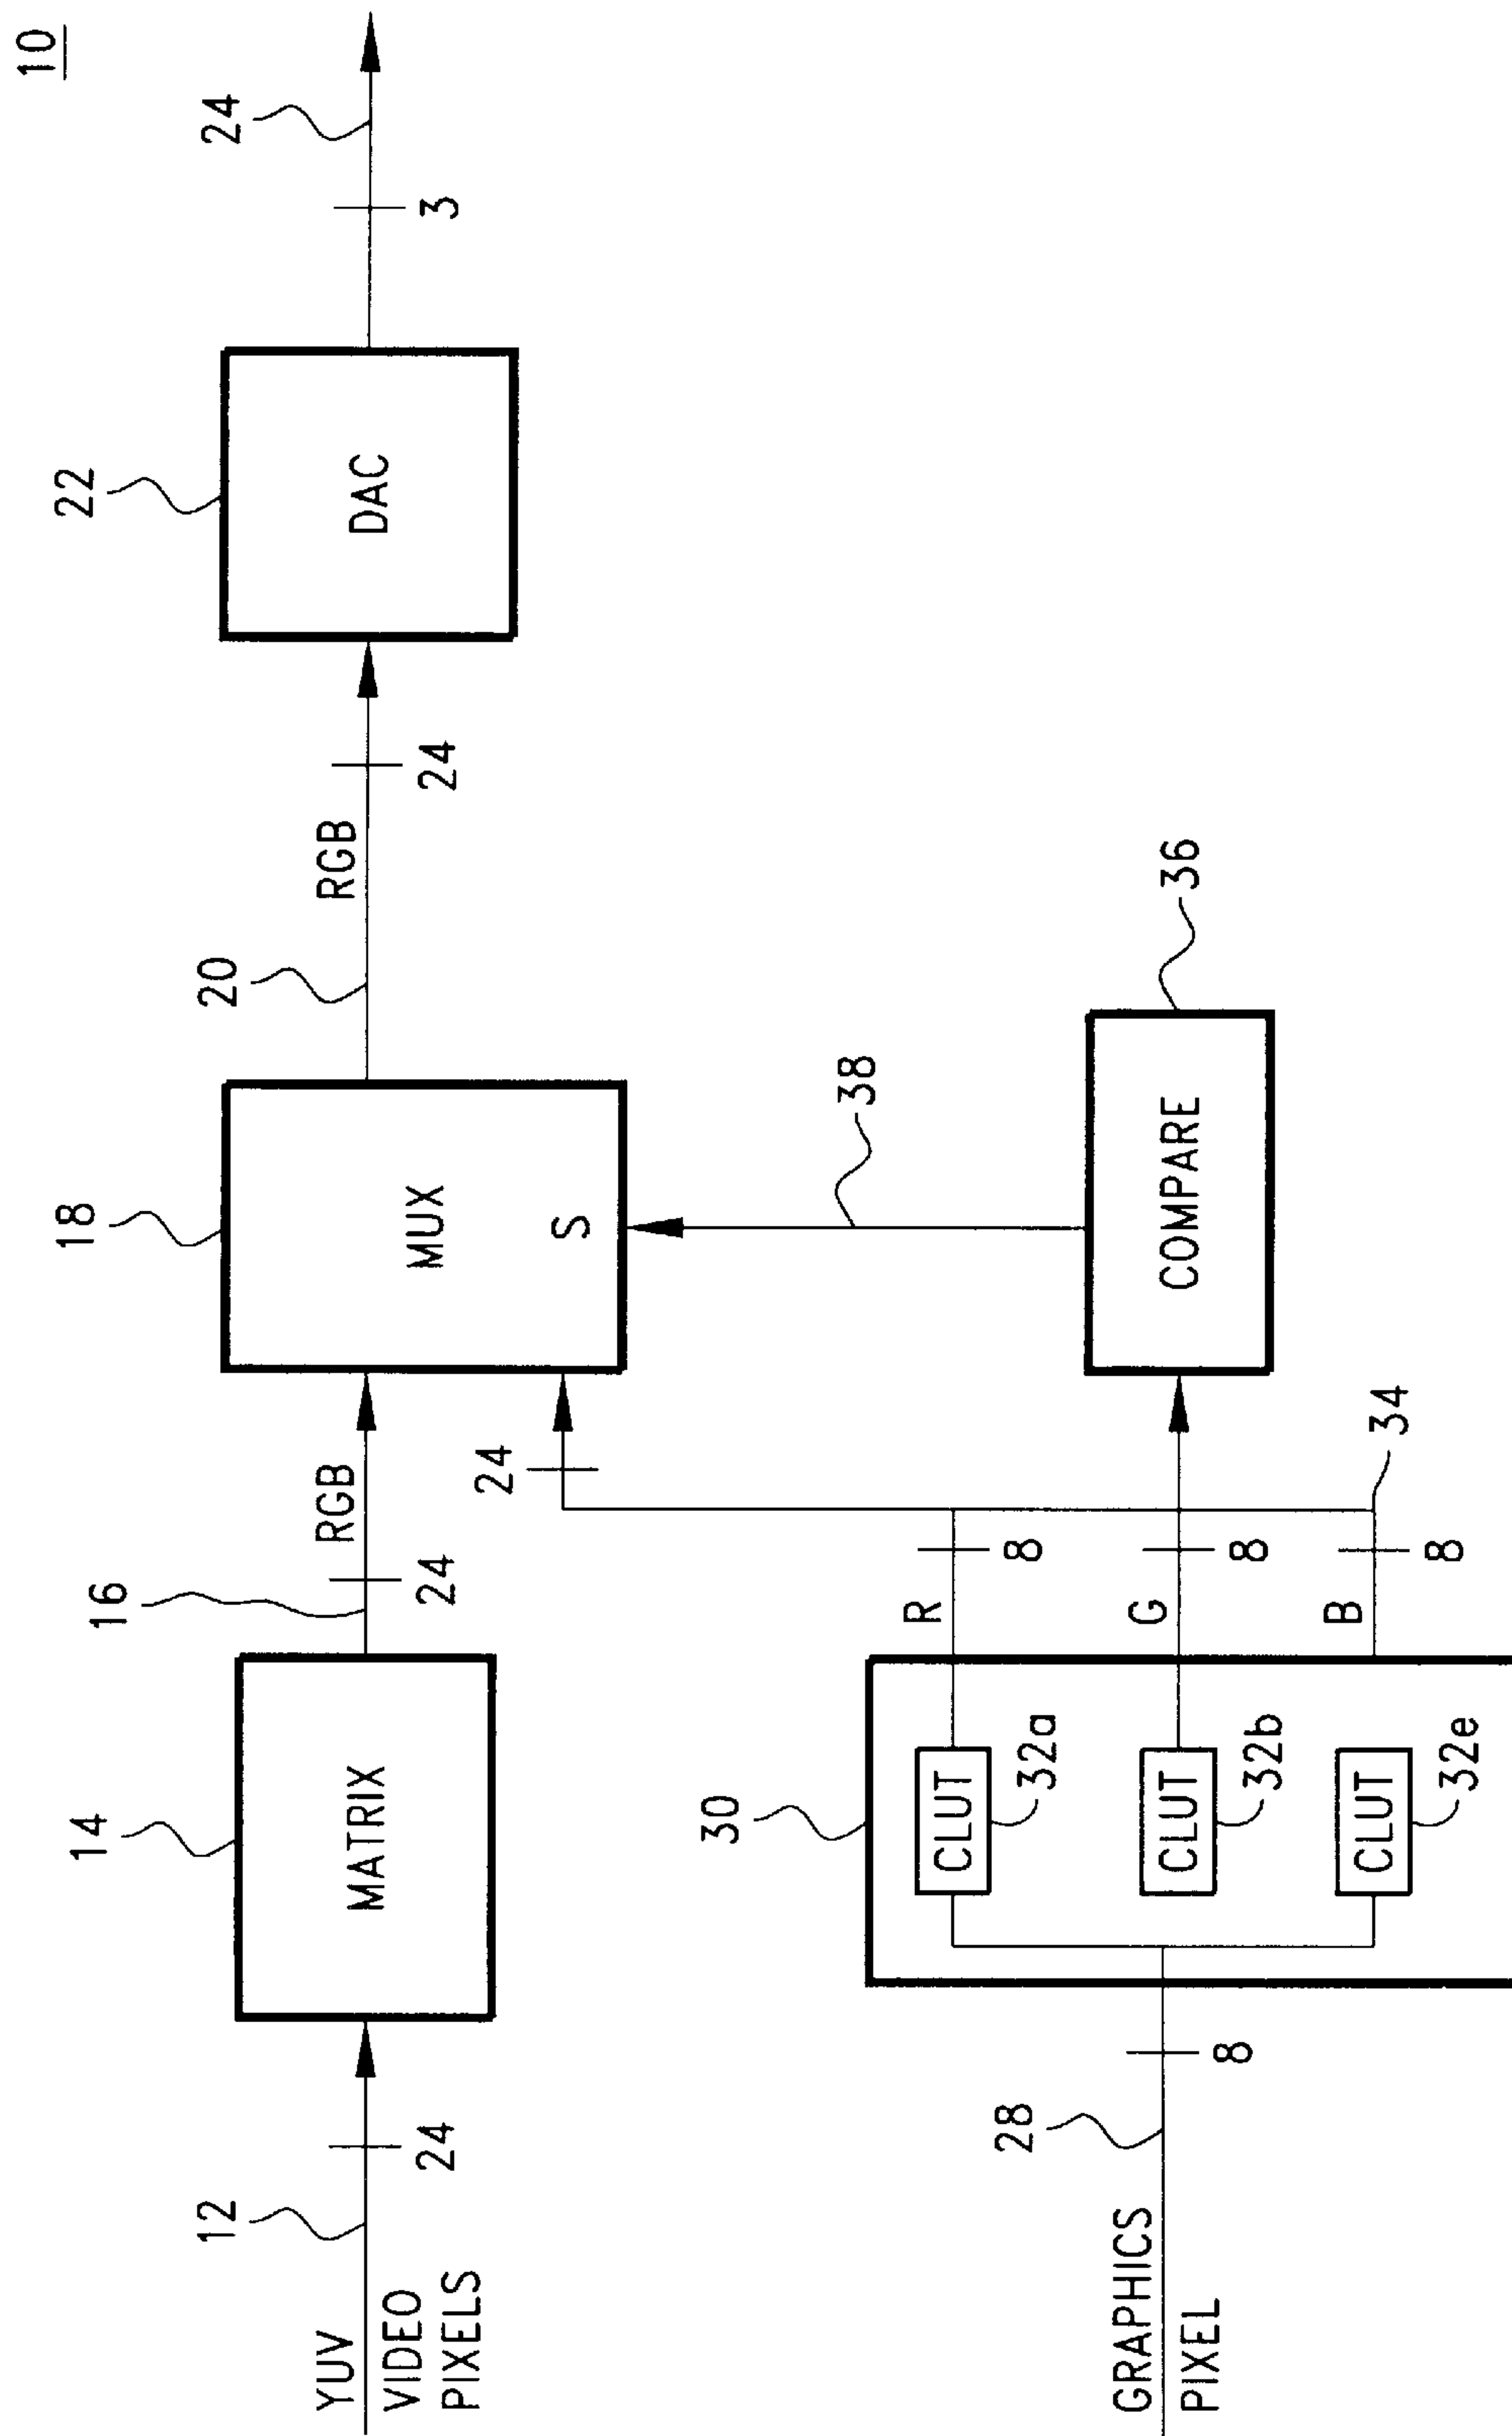 10
YUV
VIDEO
PIXELS
12
24
14
MATRIX
16
24
RGB
18
MUX
S
24
20
RGB
24
22
DAC
3
24
GRAPHICS
PIXEL
28
8
30
CLUT
32a
CLUT
32b
CLUT
32e
R
8
G
8
B
8
34
COMPARE
36
38